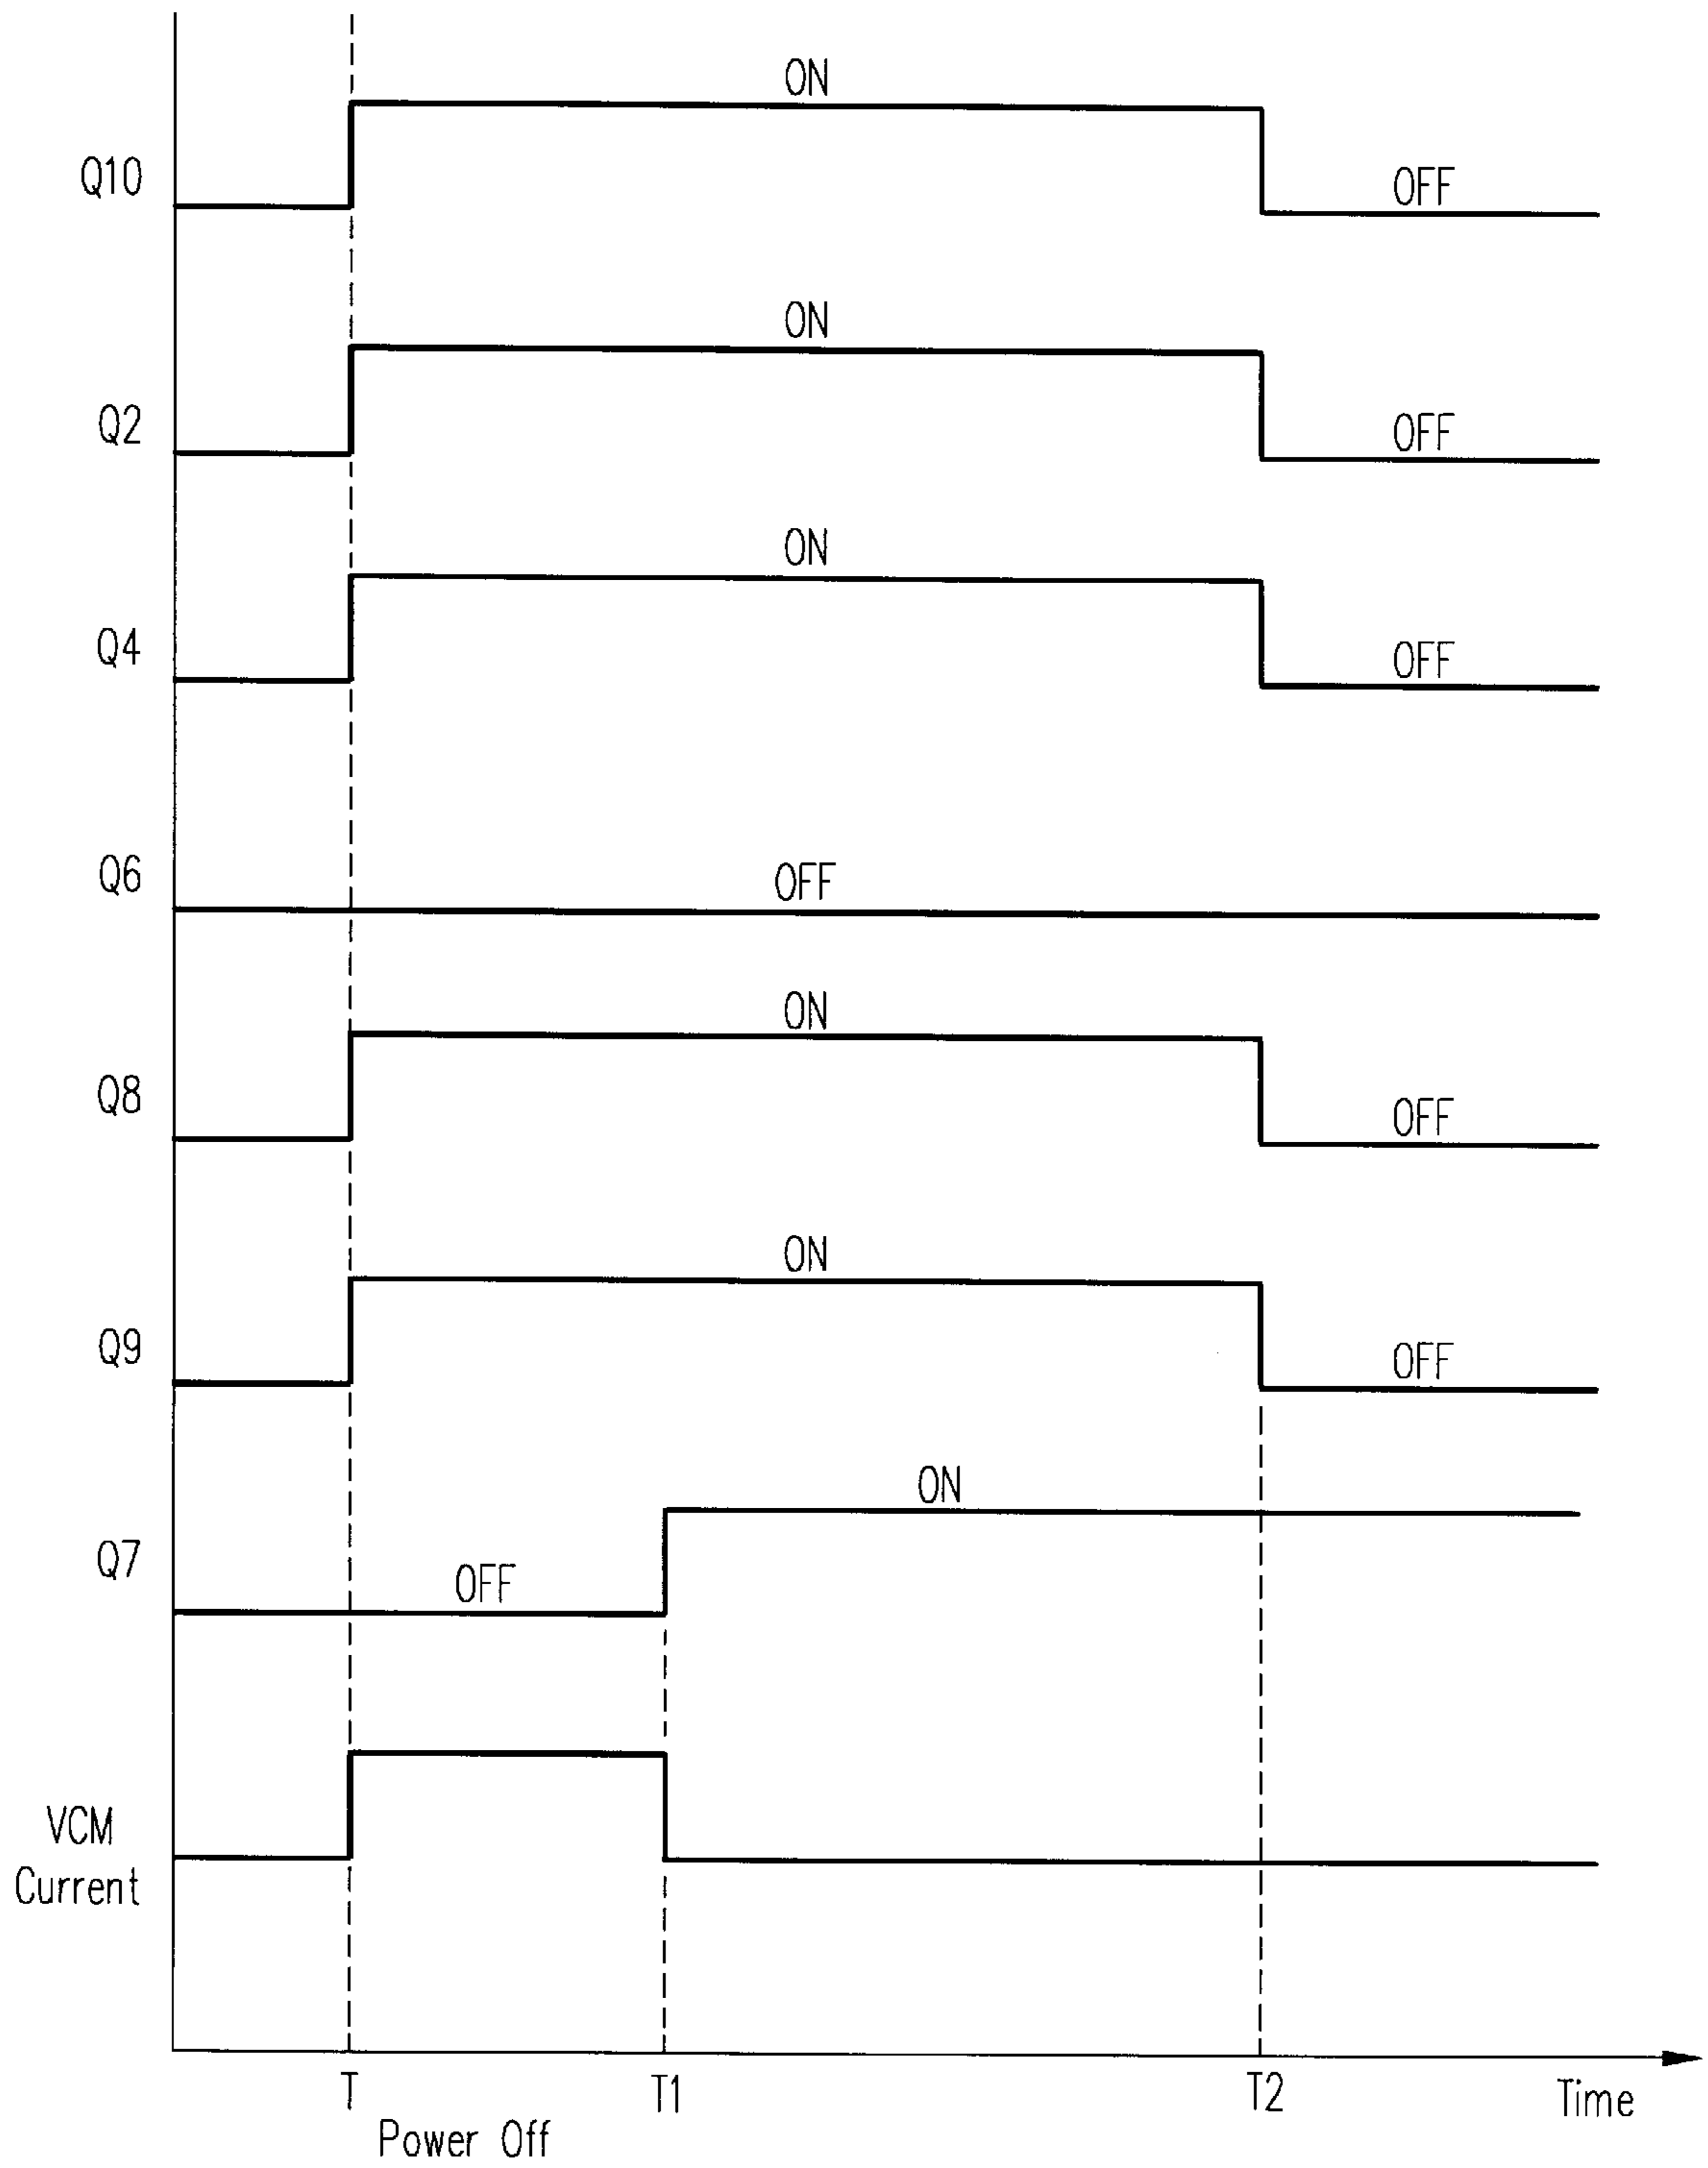 ON
Q10
OFF
ON
Q2
OFF
ON
Q4
OFF
Q6
OFF
ON
Q8
OFF
ON
Q9
OFF
ON
Q7
OFF
VCM
Current
T
T1
T2
Time
Power Off